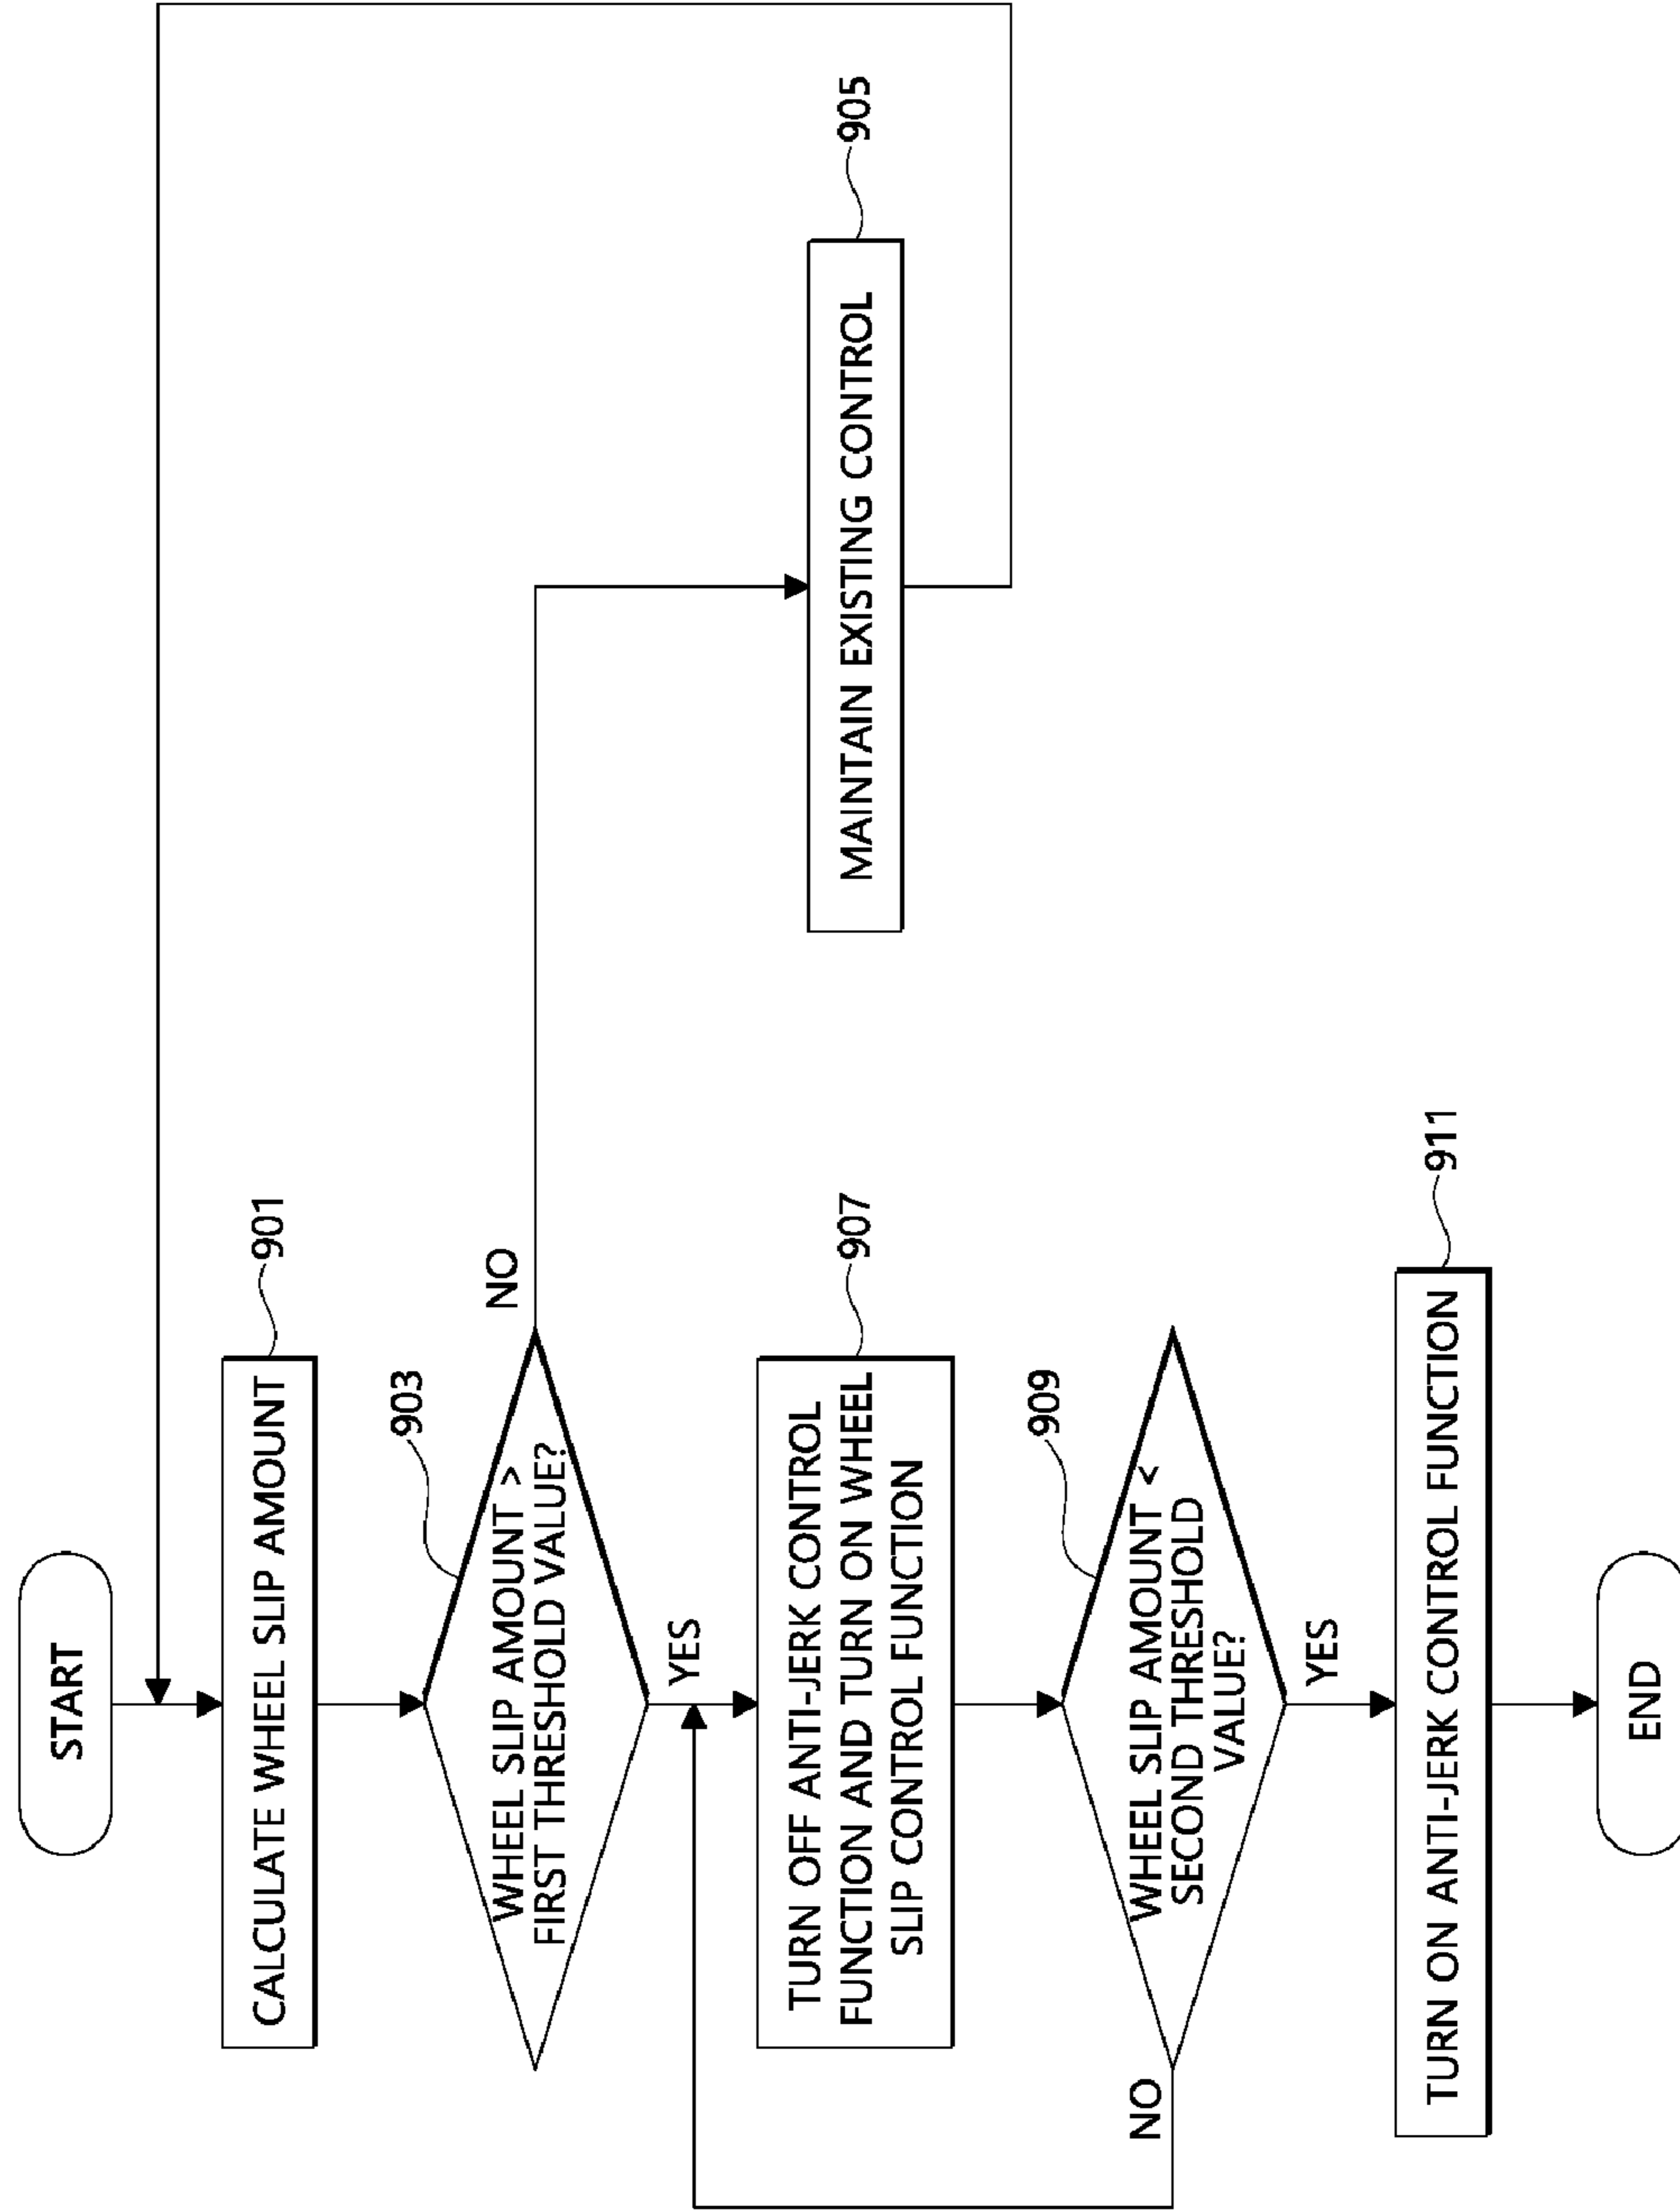 START
CALCULATE WHEEL SLIP AMOUNT
901
903
WHEEL SLIP AMOUNT >
FIRST THRESHOLD VALUE?
NO
YES
MAINTAIN EXISTING CONTROL
905
TURN OFF ANTI-JERK CONTROL
FUNCTION AND TURN ON WHEEL
SLIP CONTROL FUNCTION
907
909
WHEEL SLIP AMOUNT <
SECOND THRESHOLD
VALUE?
NO
YES
TURN ON ANTI-JERK CONTROL FUNCTION
911
END